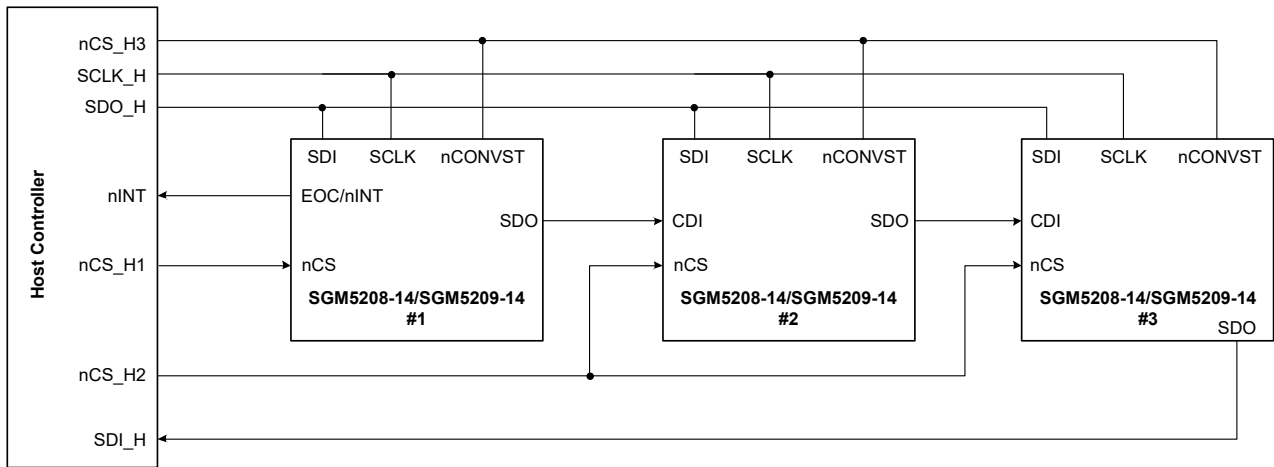 Host Controller
nCS_H3
SCLK_H
SDO_H
nINT
nCS_H1
nCS_H2
SDI_H
SDI SCLK nCONVST
EOC/nINT
SDO
nCS
SGM5208-14/SGM5209-14
#1
SDI SCLK nCONVST
CDI
SDO
nCS
SGM5208-14/SGM5209-14
#2
SDI SCLK nCONVST
CDI
nCS
SGM5208-14/SGM5209-14
#3
SDO